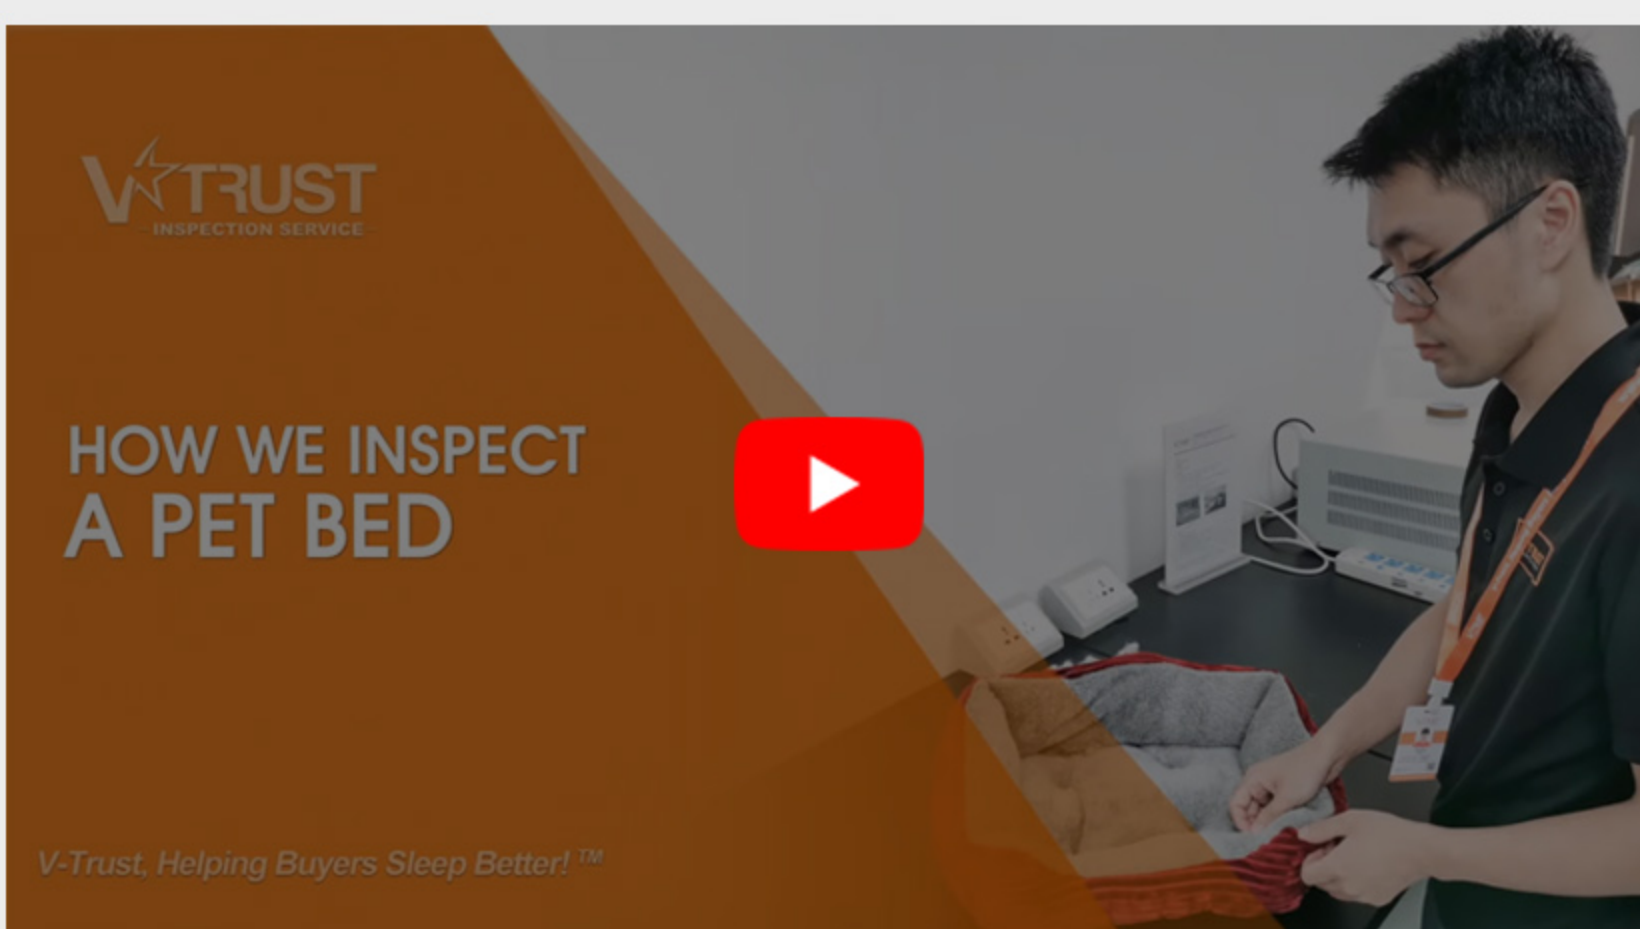 V TRUST
INSPECTION SERVICE
HOW WE INSPECT
A PET BED
V-Trust, Helping Buyers Sleep Better! ™